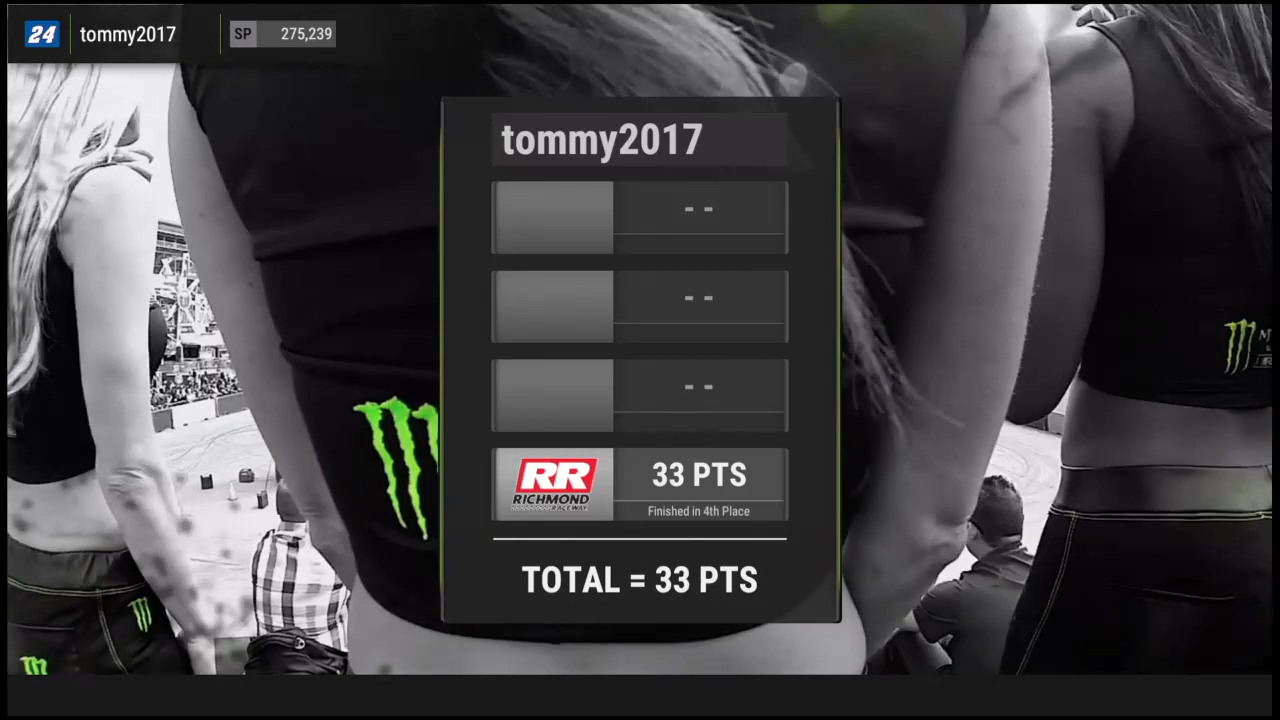 24 tommy2017 SP 275,239
tommy2017
- -
- -
- -
RR
RICHMOND
RACEWAY
33 PTS
Finished in 4th Place
TOTAL = 33 PTS